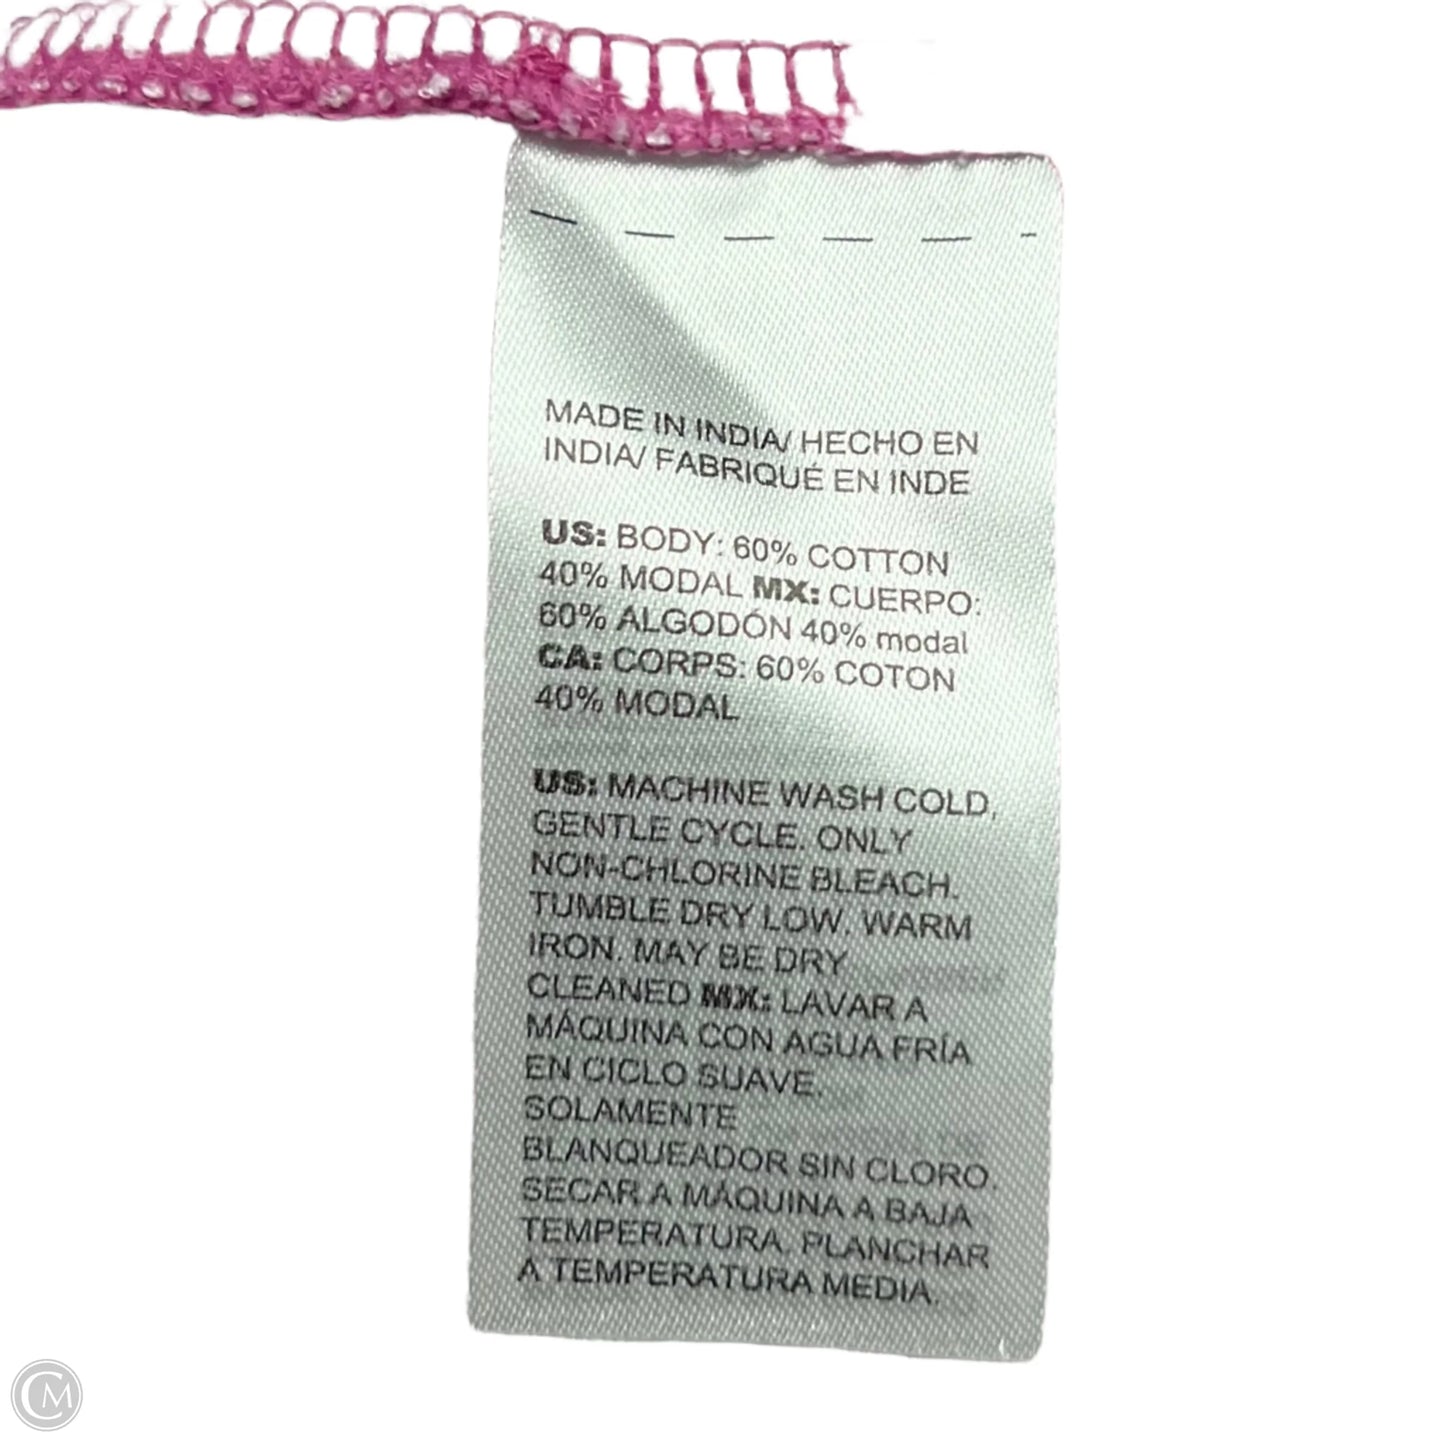 MADE IN INDIA/ HECHO EN
INDIA/ FABRIQUÉ EN INDE
US: BODY: 60% COTTON
40% MODAL MX: CUERPO:
60% ALGODÓN 40% modal
CA: CORPS: 60% COTON
40% MODAL
US: MACHINE WASH COLD,
GENTLE CYCLE. ONLY
NON-CHLORINE BLEACH.
TUMBLE DRY LOW. WARM
IRON. MAY BE DRY
CLEANED MX: LAVAR A
MÁQUINA CON AGUA FRÍA
EN CICLO SUAVE.
SOLAMENTE
BLANQUEADOR SIN CLORO.
SECAR A MÁQUINA A BAJA
TEMPERATURA. PLANCHAR
A TEMPERATURA MEDIA.
CM